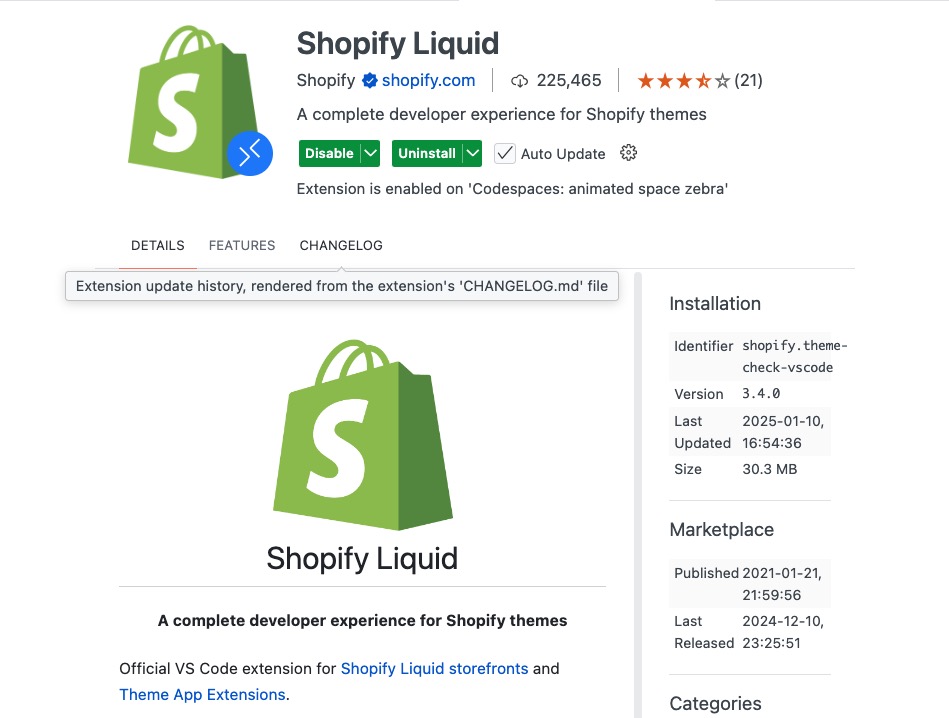 Shopify Liquid
Shopify shopify.com 225,465 (21)
A complete developer experience for Shopify themes
Disable Uninstall Auto Update
Extension is enabled on 'Codespaces: animated space zebra'
DETAILS FEATURES CHANGELOG
Extension update history, rendered from the extension's 'CHANGELOG.md' file
Shopify Liquid
A complete developer experience for Shopify themes
Official VS Code extension for Shopify Liquid storefronts and
Theme App Extensions.
Installation
Identifier shopify.theme-
check-vscode
Version 3.4.0
Last 2025-01-10,
Updated 16:54:36
Size 30.3 MB
Marketplace
Published 2021-01-21,
21:59:56
Last 2024-12-10,
Released 23:25:51
Categories